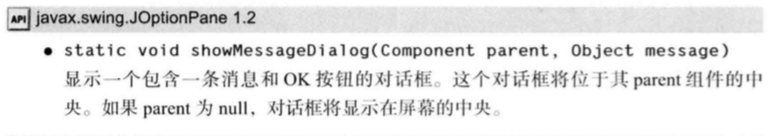 API javax.swing.JOptionPane 1.2
• static void showMessageDialog(Component parent, Object message)
显示一个包含一条消息和 OK 按钮的对话框。这个对话框将位于其 parent 组件的中
央。如果 parent 为 null，对话框将显示在屏幕的中央。